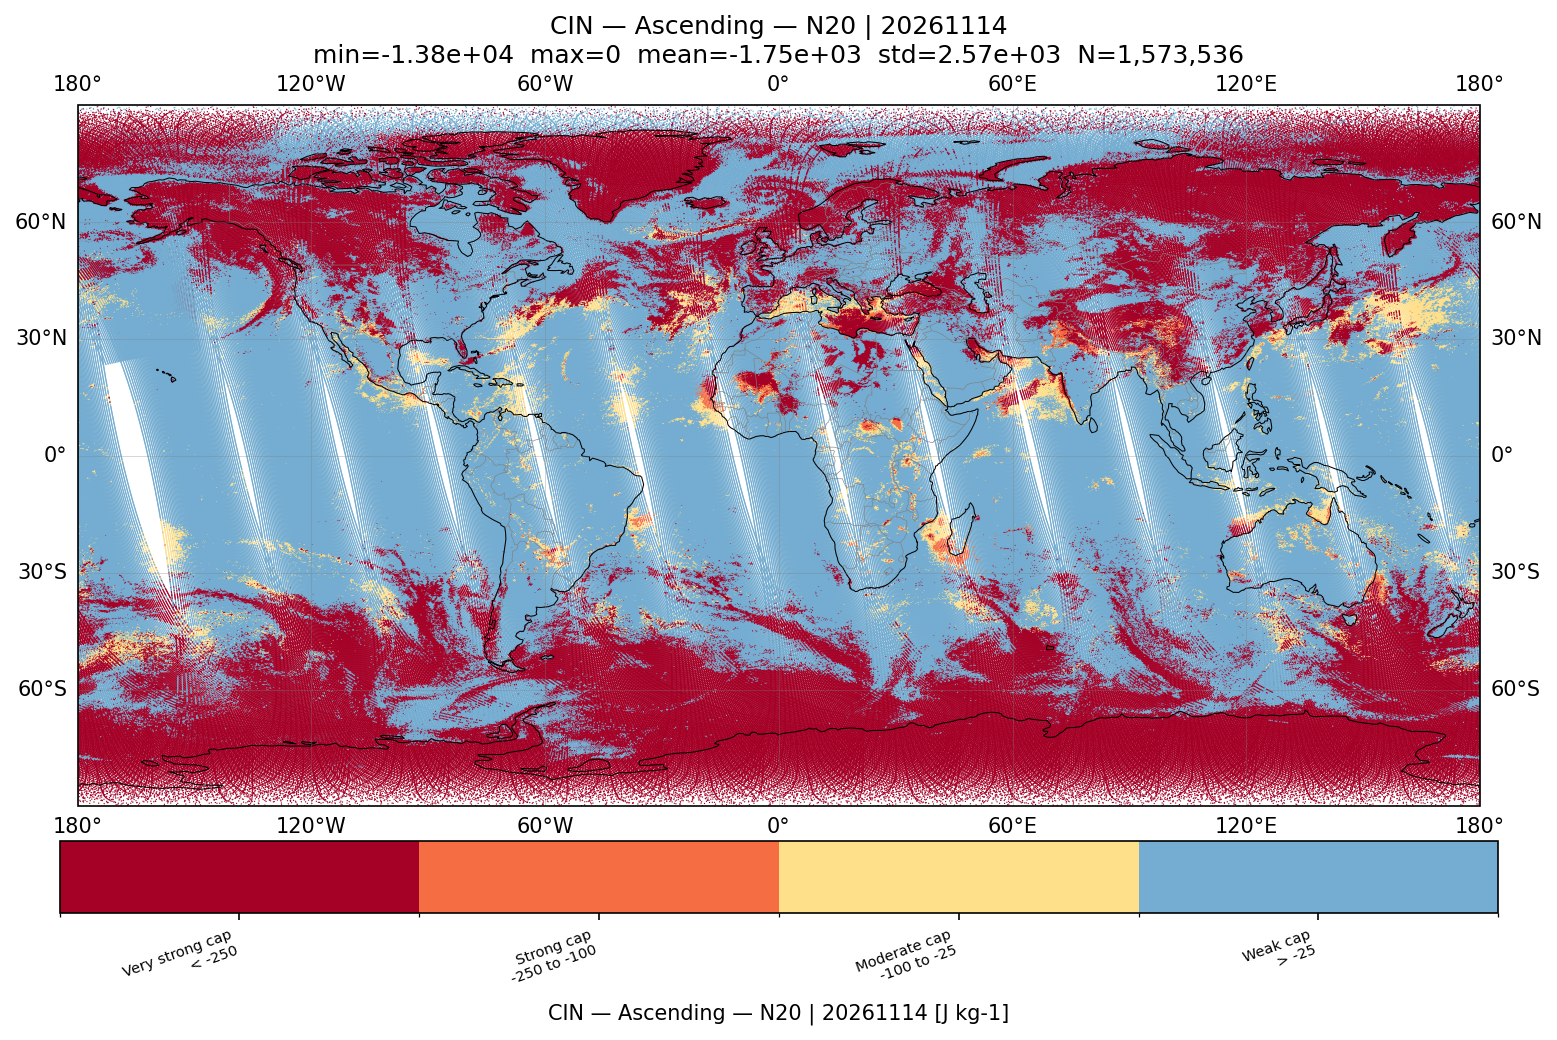 CIN — Ascending — N20 | 20261114
min=-1.38e+04 max=0 mean=-1.75e+03 std=2.57e+03 N=1,573,536
180° 120°W 60°W 0° 60°E 120°E 180°
60°N 60°N
30°N 30°N
0° 0°
30°S 30°S
60°S 60°S
180° 120°W 60°W 0° 60°E 120°E 180°
Very strong cap
< -250
Strong cap
-250 to -100
Moderate cap
-100 to -25
Weak cap
> -25
CIN — Ascending — N20 | 20261114 [J kg-1]